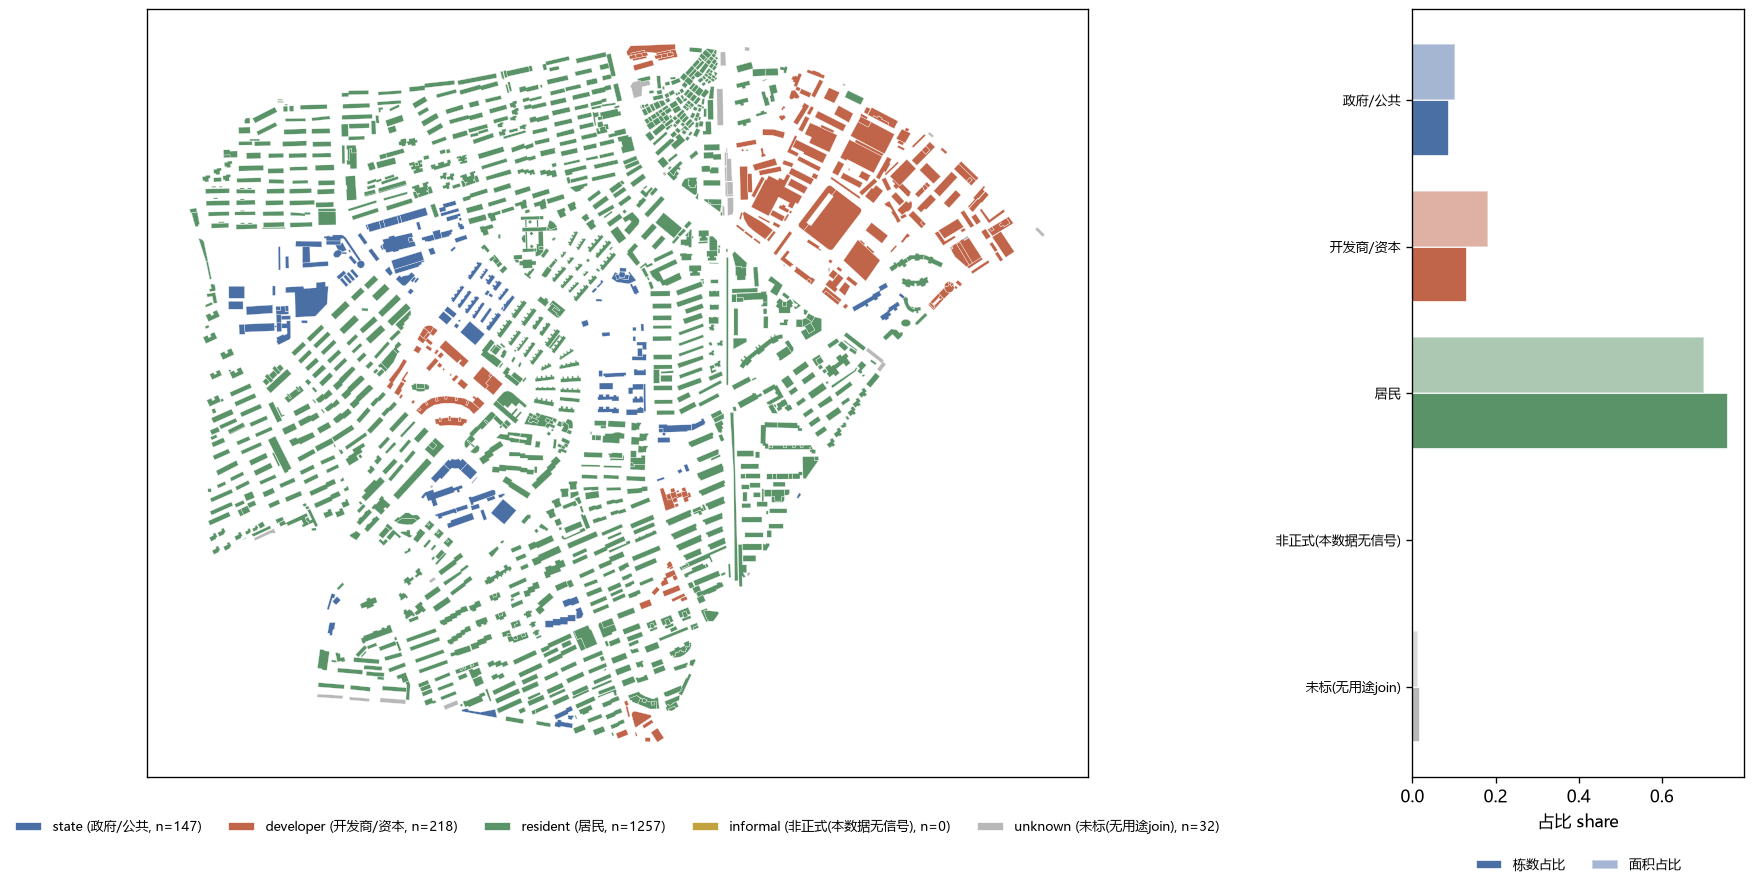 政府/公共
开发商/资本
居民
非正式(本数据无信号)
未标(无用途join)
0.0 0.2 0.4 0.6
占比 share
state (政府/公共, n=147) developer (开发商/资本, n=218) resident (居民, n=1257) informal (非正式(本数据无信号), n=0) unknown (未标(无用途join), n=32)
栋数占比 面积占比